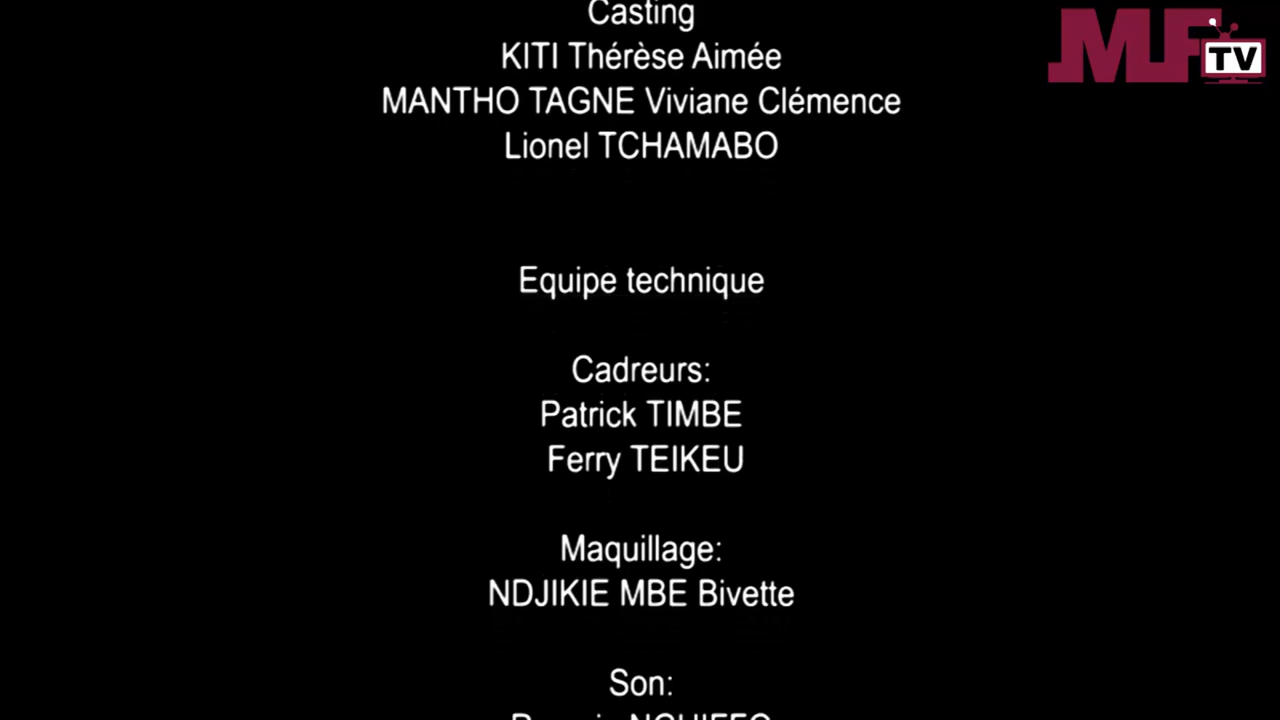 Casting
KITI Thérèse Aimée
MANTHO TAGNE Viviane Clémence
Lionel TCHAMABO
Equipe technique
Cadreurs:
Patrick TIMBE
Ferry TEIKEU
Maquillage:
NDJIKIE MBE Bivette
Son:
MF TV